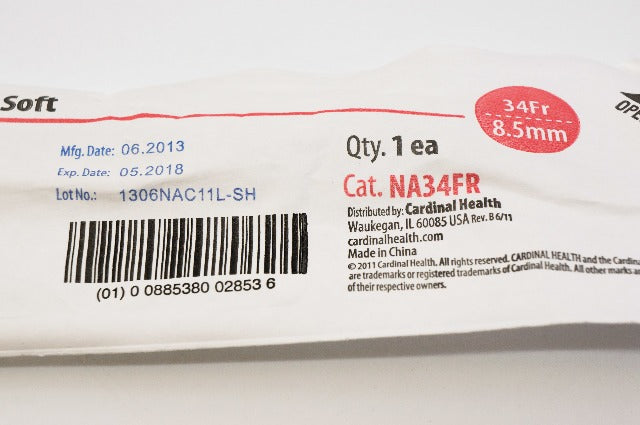 Soft
34Fr
8.5mm
OPE
Mfg. Date: 06.2013
Exp. Date: 05.2018
Lot No.: 1306NAC11L-SH
(01) 0 0885380 02853 6
Qty. 1 ea
Cat. NA34FR
Distributed by: Cardinal Health
Waukegan, IL 60085 USA Rev. B 6/11
cardinalhealth.com
Made in China
© 2011 Cardinal Health. All rights reserved. CARDINAL HEALTH and the Cardina
are trademarks or registered trademarks of Cardinal Health. All other marks a
of their respective owners.